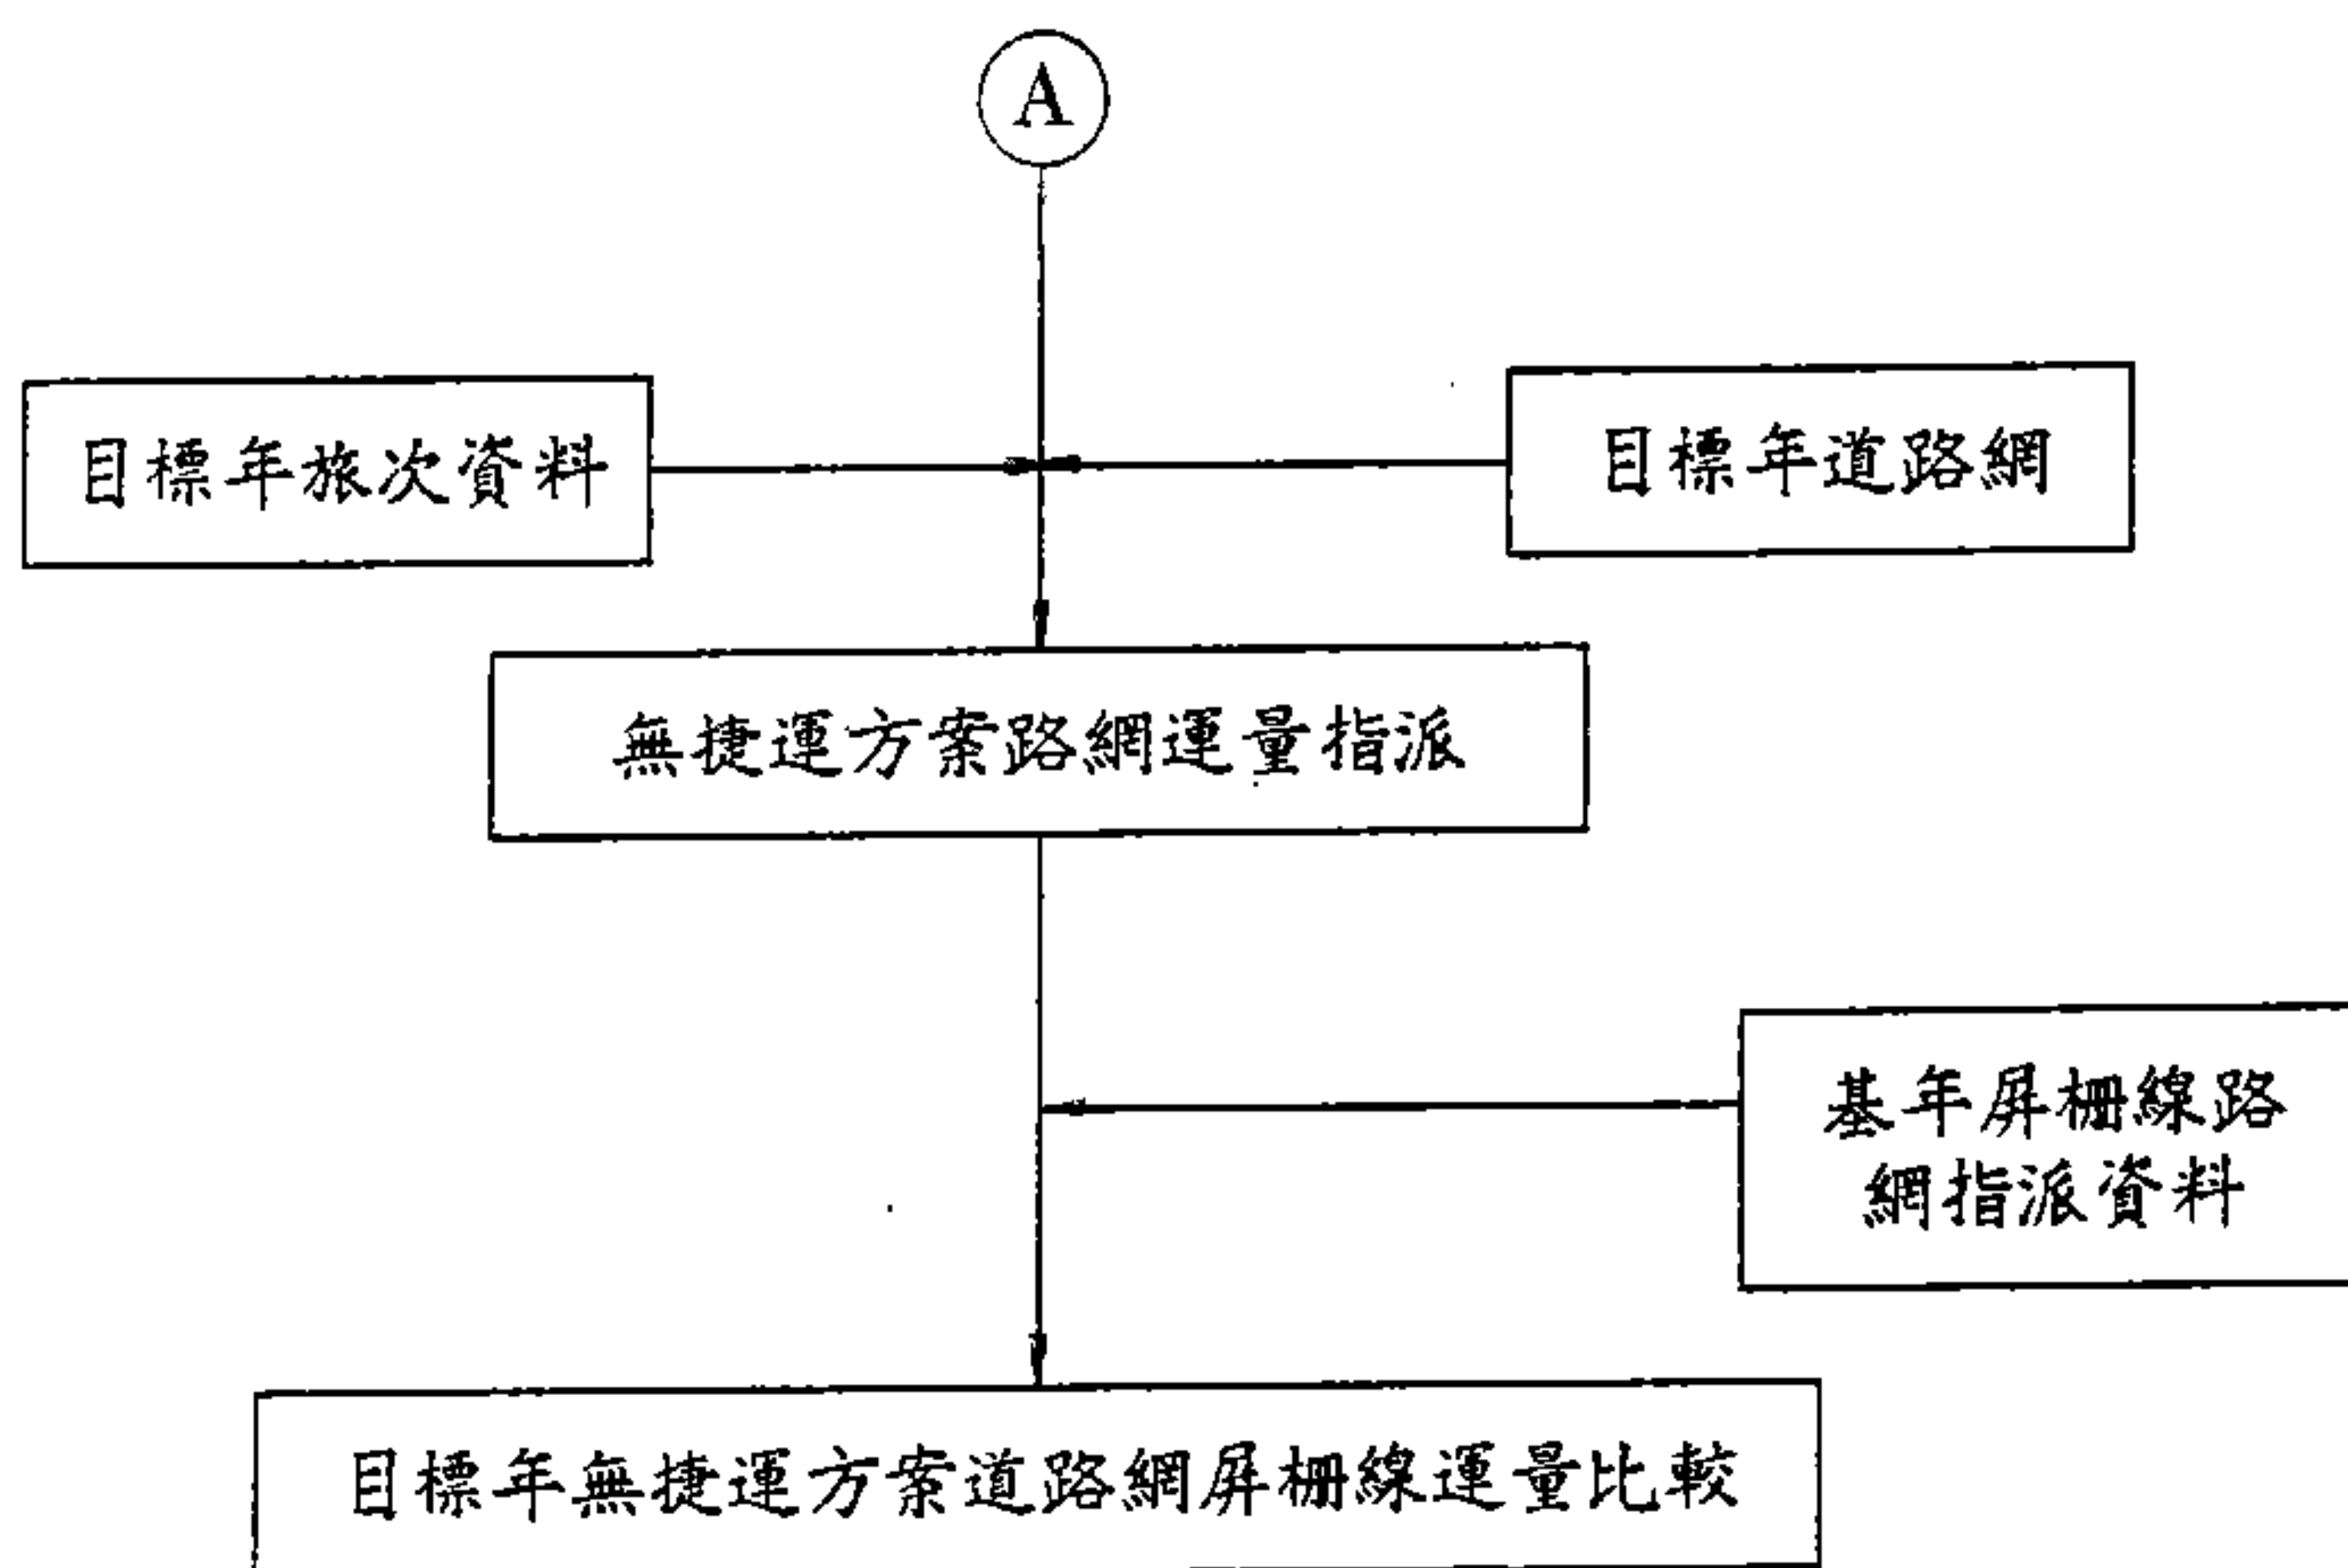 A
目標年旅次資料
目標年道路網
無捷運方案路網運量指派
基年屏柵線路
網指派資料
目標年無捷運方案道路網屏柵線運量比較